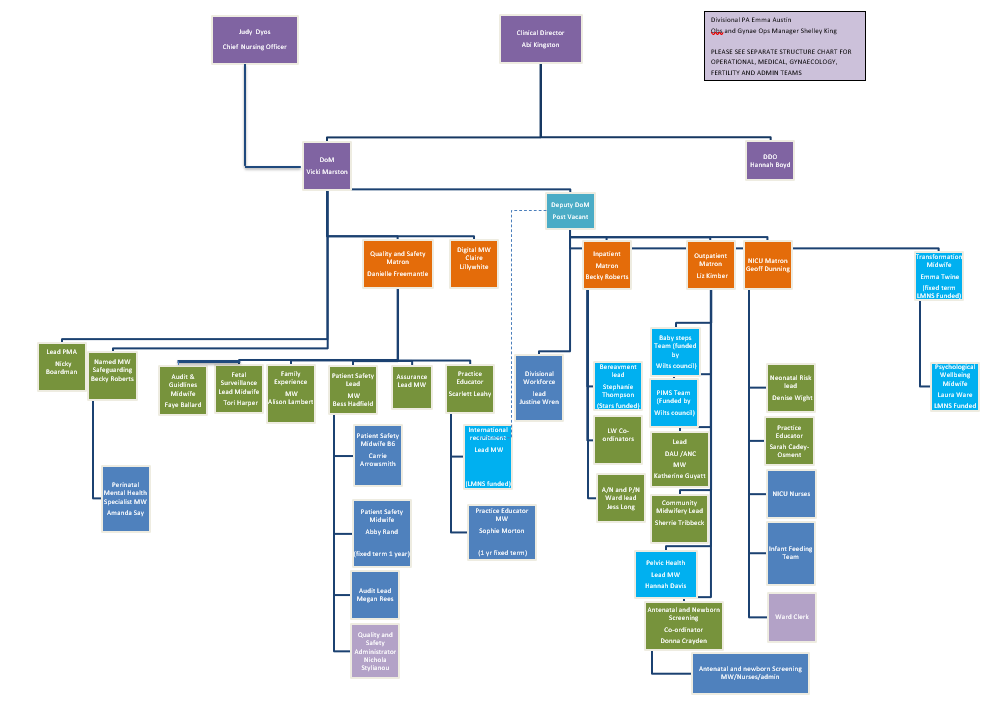 Judy Dyos
Chief Nursing Officer
Clinical Director
Abi Kingston
Divisional PA Emma Austin
Obs and Gynae Ops Manager Shelley King
PLEASE SEE SEPARATE STRUCTURE CHART FOR
OPERATIONAL, MEDICAL, GYNAECOLOGY,
FERTILITY AND ADMIN TEAMS
DoM
Vicki Marston
DDO
Hannah Boyd
Deputy DoM
Post Vacant
Quality and Safety
Matron
Danielle Freemantle
Digital MW
Claire
Lillywhite
Inpatient
Matron
Becky Roberts
Outpatient
Matron
Liz Kimber
NICU Matron
Geoff Dunning
Transformation
Midwife
Emma Twine
(fixed term
LMNS Funded)
Lead PMA
Nicky
Boardman
Named MW
Safeguarding
Becky Roberts
Audit &
Guidlines
Midwife
Faye Ballard
Fetal
Surveillance
Lead Midwife
Tori Harper
Family
Experience
MW
Alison Lambert
Patient Safety
Lead
MW
Bess Hadfield
Assurance
Lead MW
Practice
Educator
Scarlett Leahy
Divisional
Workforce
lead
Justine Wren
Bereavment
lead
Stephanie
Thompson
(Stars funded)
Baby steps
Team (funded
by
Wilts council)
PIMS Team
(Funded by
Wilts council)
Neonatal Risk
lead
Denise Wight
Psychological
Wellbeing
Midwife
Laura Ware
LMNS Funded
Patient Safety
Midwife B6
Carrie
Arrowsmith
International
recruitment
Lead MW
(LMNS funded)
LW Co-
ordinators
Lead
DAU /ANC
MW
Katherine Guyatt
Practice
Educator
Sarah Cadey-
Osment
Perinatal
Mental Health
Specialist MW
Amanda Say
Patient Safety
Midwife
Abby Rand
(fixed term 1 year)
Practice Educator
MW
Sophie Morton
(1 yr fixed term)
A/N and P/N
Ward lead
Jess Long
Community
Midwifery Lead
Sherrie Tribbeck
NICU Nurses
Infant Feeding
Team
Audit Lead
Megan Rees
Pelvic Health
Lead MW
Hannah Davis
Quality and
Safety
Administrator
Nichola
Stylianou
Antenatal and Newborn
Screening
Co-ordinator
Donna Crayden
Ward Clerk
Antenatal and newborn Screening
MW/Nurses/admin